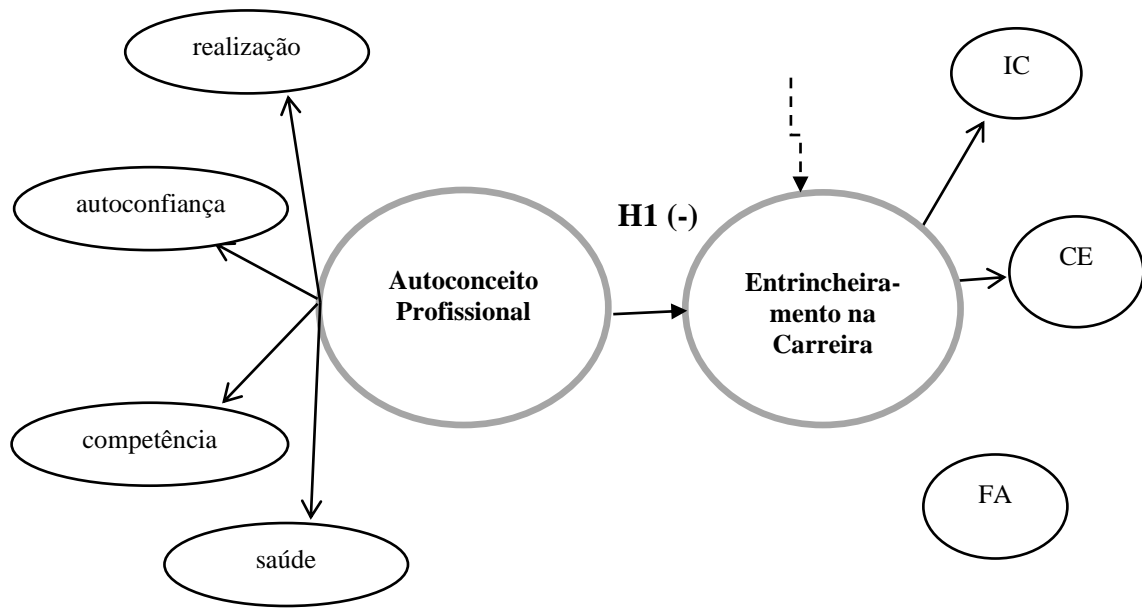 realização
IC
autoconfiança
H1 (-)
CE
Autoconceito
Profissional
Entrincheira-
mento na
Carreira
competência
FA
saúde